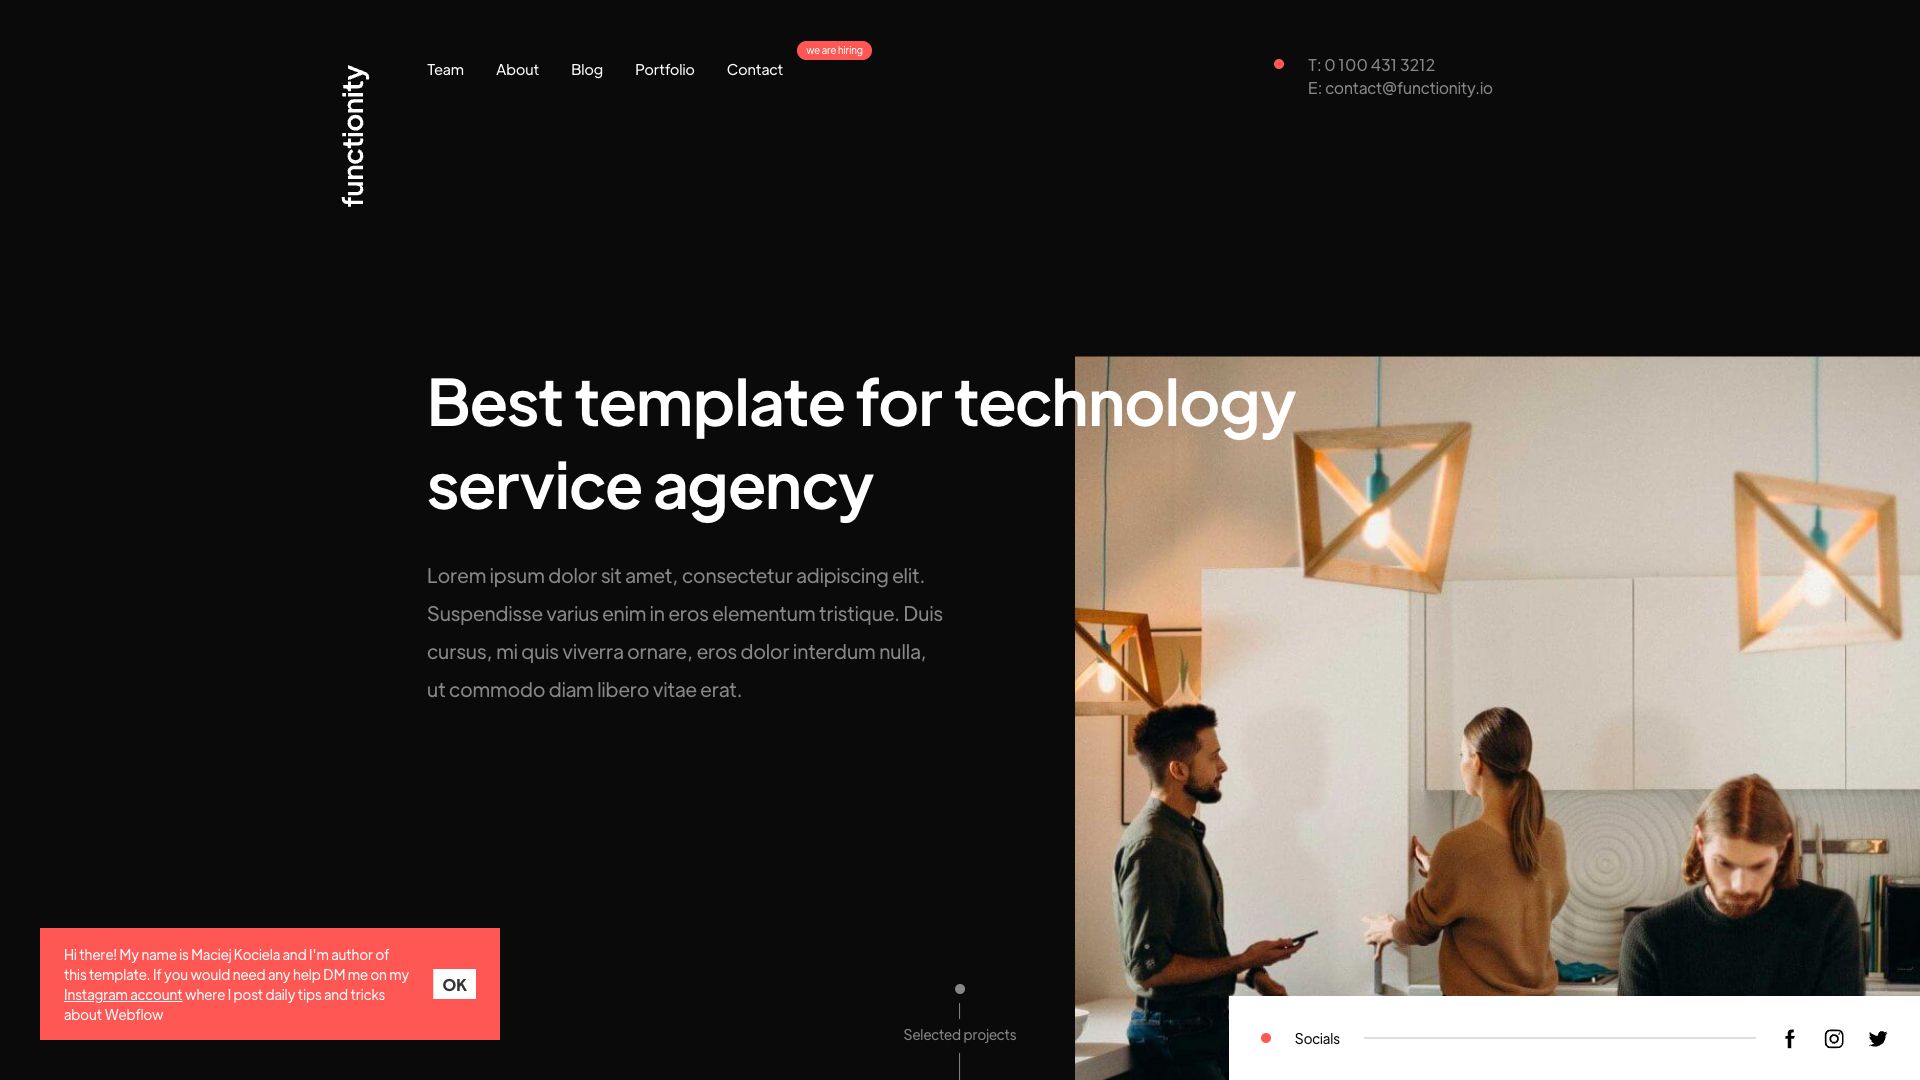 functionity
Team
About
Blog
Portfolio
Contact
we are hiring
T: 0 100 431 3212
E: contact@functionity.io
Best template for technology
service agency
Lorem ipsum dolor sit amet, consectetur adipiscing elit.
Suspendisse varius enim in eros elementum tristique. Duis
cursus, mi quis viverra ornare, eros dolor interdum nulla,
ut commodo diam libero vitae erat.
Hi there! My name is Maciej Kociela and I'm author of
this template. If you would need any help DM me on my
Instagram account where I post daily tips and tricks
about Webflow
OK
Selected projects
Socials